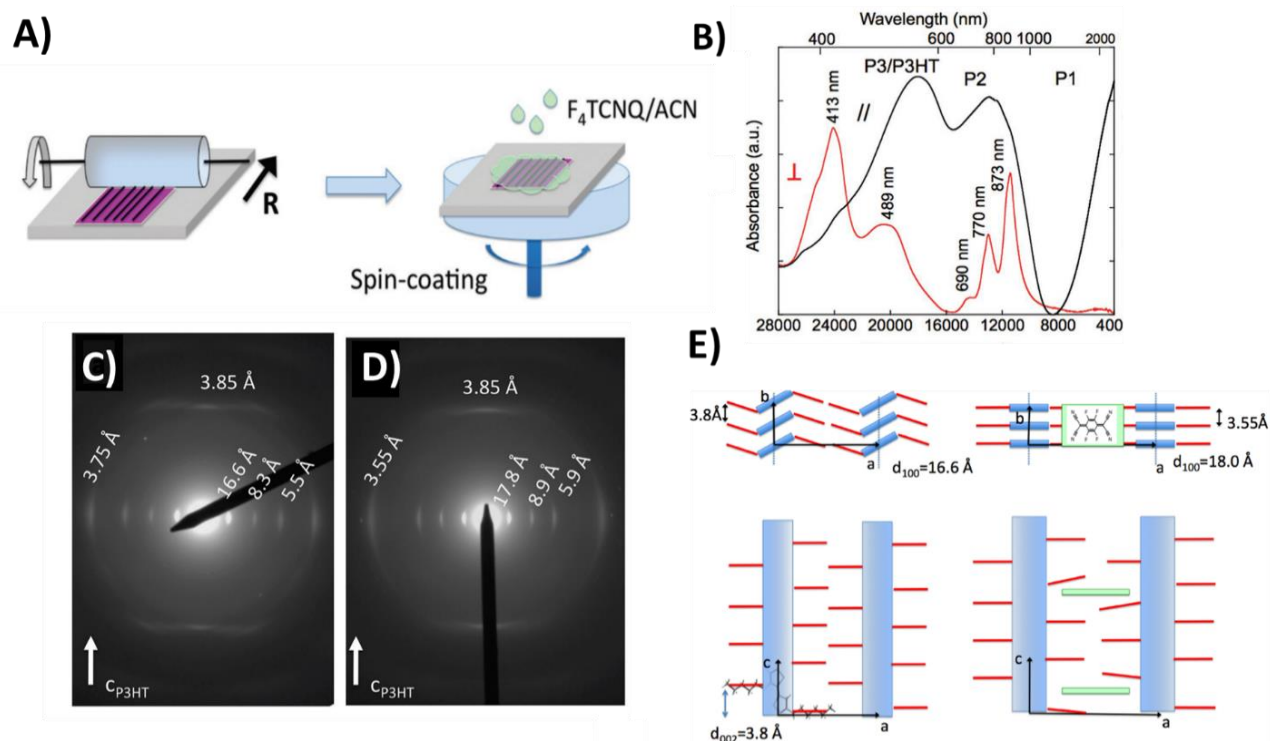 A)
F₄TCNQ/ACN
R
Spin-coating
B)
Wavelength (nm)
400 600 800 1000 2000
P3/P3HT P2 P1
413 nm
//
⊥
489 nm
690 nm
770 nm
873 nm
Absorbance (a.u.)
28000 24000 20000 16000 12000 8000 400
C)
3.85 Å
3.75 Å
16.6 Å
8.3 Å
5.5 Å
c P3HT
D)
3.85 Å
3.55 Å
17.8 Å
8.9 Å
5.9 Å
c P3HT
E)
3.8Å
b
a
d₁₀₀=16.6 Å
b
a
3.55Å
d₁₀₀=18.0 Å
c
a
d₀₀₂=3.8 Å
c
a